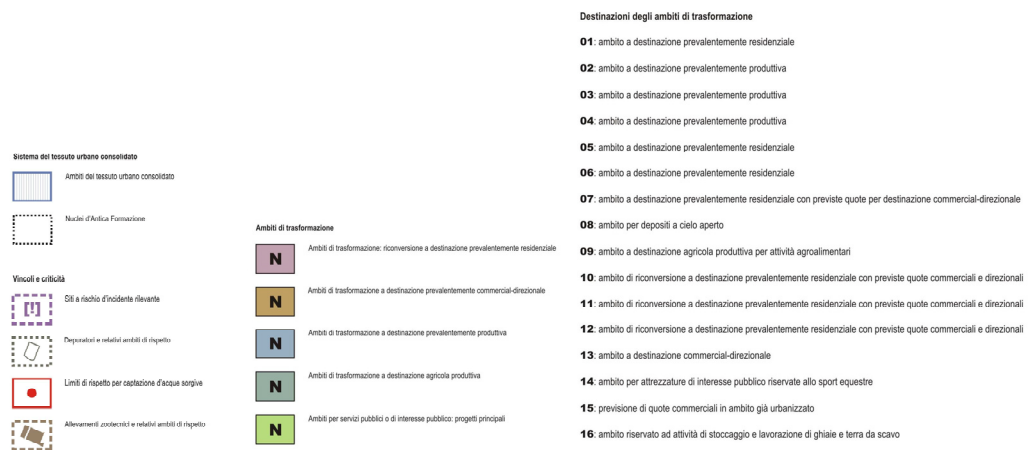 Sistema del tessuto urbano consolidato
Ambiti del tessuto urbano consolidato
Nuclei d'Antica Formazione
Vincoli e criticità
[!]
Siti a rischio d'incidente rilevante
Depuratori e relativi ambiti di rispetto
Limiti di rispetto per captazione d'acque sorgive
Allevamenti zootecnici e relativi ambiti di rispetto
Ambiti di trasformazione
N
Ambiti di trasformazione: riconversione a destinazione prevalentemente residenziale
N
Ambiti di trasformazione a destinazione prevalentemente commercial-direzionale
N
Ambiti di trasformazione a destinazione prevalentemente produttiva
N
Ambiti di trasformazione a destinazione agricola produttiva
N
Ambiti per servizi pubblici o di interesse pubblico: progetti principali
Destinazioni degli ambiti di trasformazione
01: ambito a destinazione prevalentemente residenziale
02: ambito a destinazione prevalentemente produttiva
03: ambito a destinazione prevalentemente produttiva
04: ambito a destinazione prevalentemente produttiva
05: ambito a destinazione prevalentemente residenziale
06: ambito a destinazione prevalentemente residenziale
07: ambito a destinazione prevalentemente residenziale con previste quote per destinazione commercial-direzionale
08: ambito per depositi a cielo aperto
09: ambito a destinazione agricola produttiva per attività agroalimentari
10: ambito di riconversione a destinazione prevalentemente residenziale con previste quote commerciali e direzionali
11: ambito di riconversione a destinazione prevalentemente residenziale con previste quote commerciali e direzionali
12: ambito di riconversione a destinazione prevalentemente residenziale con previste quote commerciali e direzionali
13: ambito a destinazione commercial-direzionale
14: ambito per attrezzature di interesse pubblico riservate allo sport equestre
15: previsione di quote commerciali in ambito già urbanizzato
16: ambito riservato ad attività di stoccaggio e lavorazione di ghiaie e terra da scavo